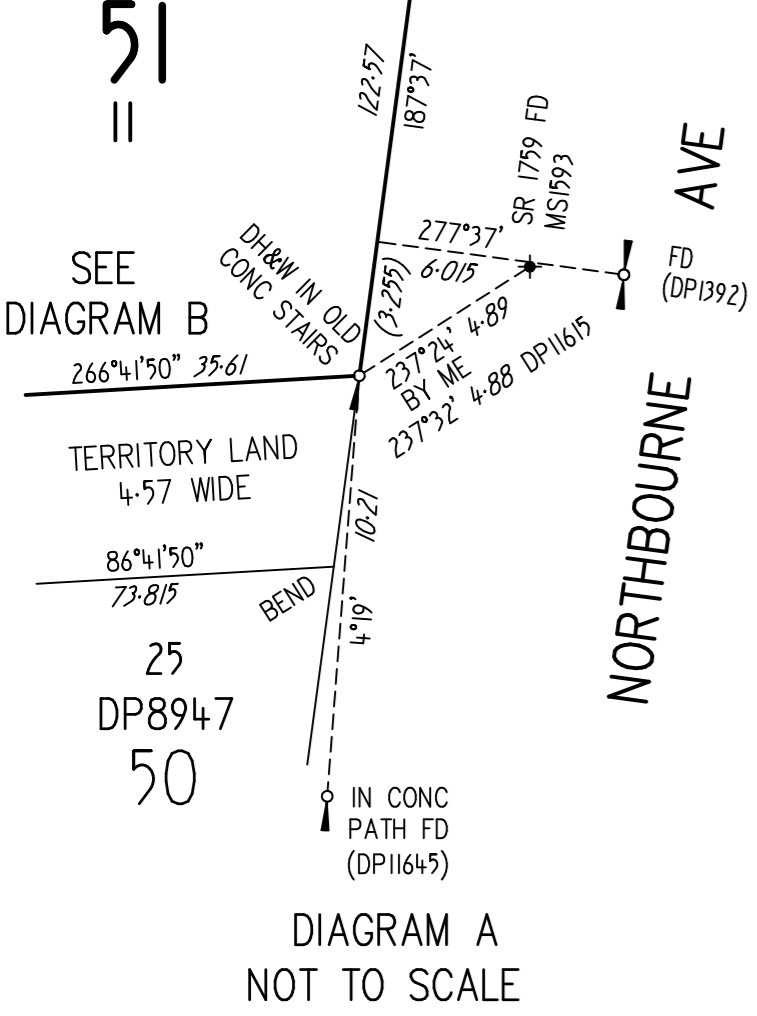 51
11
122·57
187°37'
SR 1759 FD
MS1593
AVE
277°37'
6.015
FD
(DP1392)
SEE
DIAGRAM B
DH&W IN OLD
CONC STAIRS
(3·255)
237°24' 4·89
BY ME
237°32' 4·88 DP11615
266°41'50" 35·61
TERRITORY LAND
4·57 WIDE
10·21
4°19'
NORTHBOURNE
86°41'50"
73·815
BEND
25
DP8947
50
IN CONC
PATH FD
(DP11645)
DIAGRAM A
NOT TO SCALE